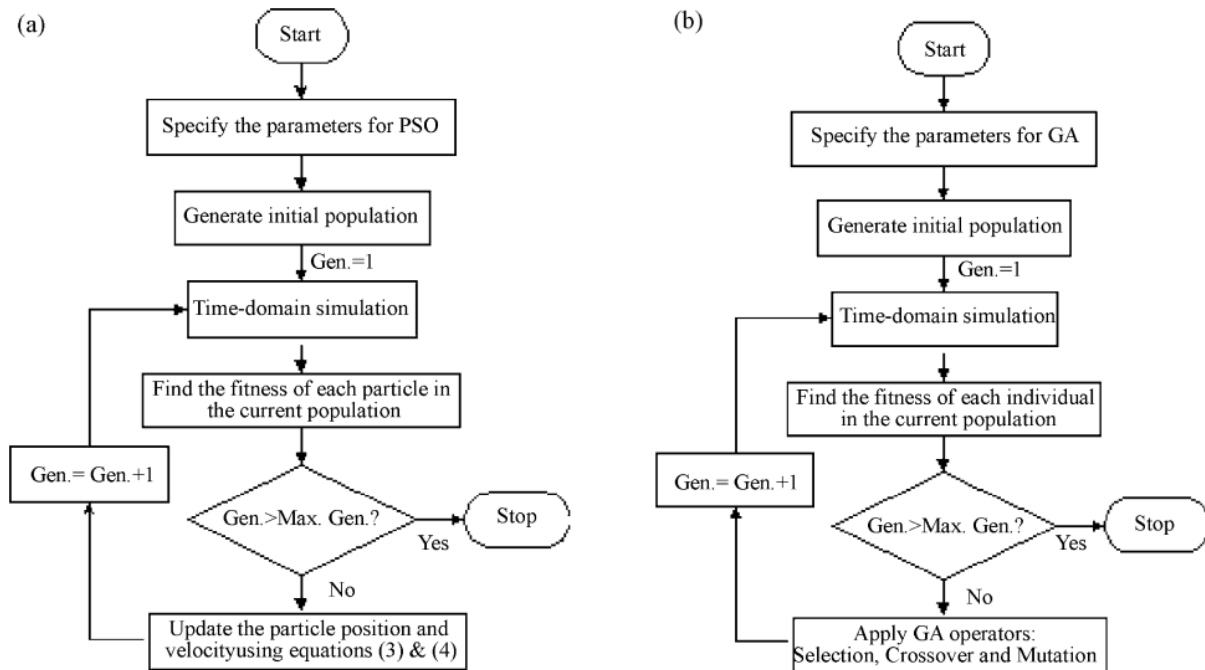 (a)
Start
Specify the parameters for PSO
Generate initial population
Gen.=1
Time-domain simulation
Find the fitness of each particle in
the current population
Gen.= Gen.+1
Gen.>Max. Gen.?
Stop
Yes
No
Update the particle position and
velocityusing equations (3) & (4)
(b)
Start
Specify the parameters for GA
Generate initial population
Gen.=1
Time-domain simulation
Find the fitness of each individual
in the current population
Gen.= Gen.+1
Gen.>Max. Gen.?
Stop
Yes
No
Apply GA operators:
Selection, Crossover and Mutation